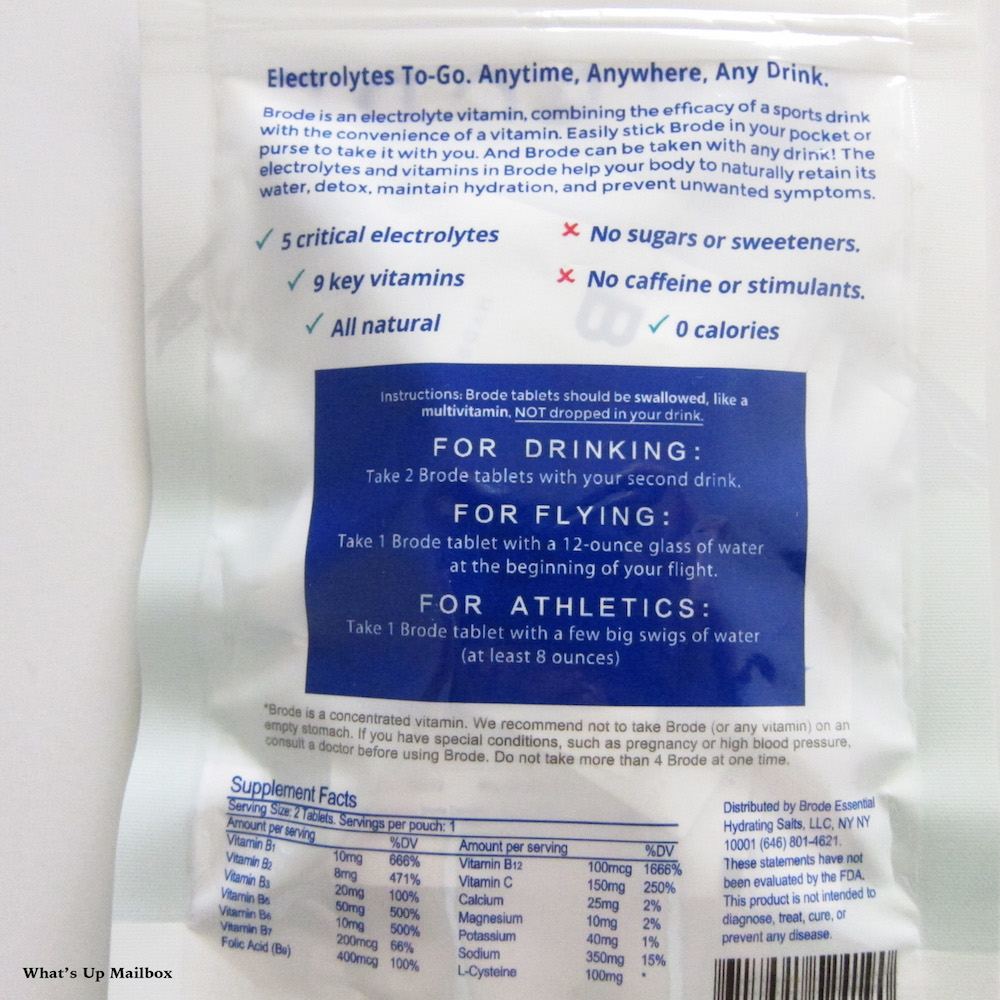 Electrolytes To-Go. Anytime, Anywhere, Any Drink.
Brode is an electrolyte vitamin, combining the efficacy of a sports drink
with the convenience of a vitamin. Easily stick Brode in your pocket or
purse to take it with you. And Brode can be taken with any drink! The
electrolytes and vitamins in Brode help your body to naturally retain its
water, detox, maintain hydration, and prevent unwanted symptoms.
✓ 5 critical electrolytes
✗ No sugars or sweeteners.
✓ 9 key vitamins
✗ No caffeine or stimulants.
✓ All natural
✓ 0 calories
Instructions: Brode tablets should be swallowed, like a
multivitamin, NOT dropped in your drink.
FOR DRINKING:
Take 2 Brode tablets with your second drink.
FOR FLYING:
Take 1 Brode tablet with a 12-ounce glass of water
at the beginning of your flight.
FOR ATHLETICS:
Take 1 Brode tablet with a few big swigs of water
(at least 8 ounces)
*Brode is a concentrated vitamin. We recommend not to take Brode (or any vitamin) on an
empty stomach. If you have special conditions, such as pregnancy or high blood pressure,
consult a doctor before using Brode. Do not take more than 4 Brode at one time.
Supplement Facts
Serving Size: 2 Tablets. Servings per pouch: 1
Amount per serving %DV
Vitamin B1 10mg 666%
Vitamin B2 8mg 471%
Vitamin B3 20mg 100%
Vitamin B5 50mg 500%
Vitamin B6 10mg 500%
Vitamin B7 200mcg 66%
Folic Acid (B9) 400mcg 100%
Amount per serving %DV
Vitamin B12 100mcg 1666%
Vitamin C 150mg 250%
Calcium 25mg 2%
Magnesium 10mg 2%
Potassium 40mg 1%
Sodium 350mg 15%
L-Cysteine 100mg *
Distributed by Brode Essential
Hydrating Salts, LLC, NY NY
10001 (646) 801-4621.
These statements have not
been evaluated by the FDA.
This product is not intended to
diagnose, treat, cure, or
prevent any disease.
What's Up Mailbox